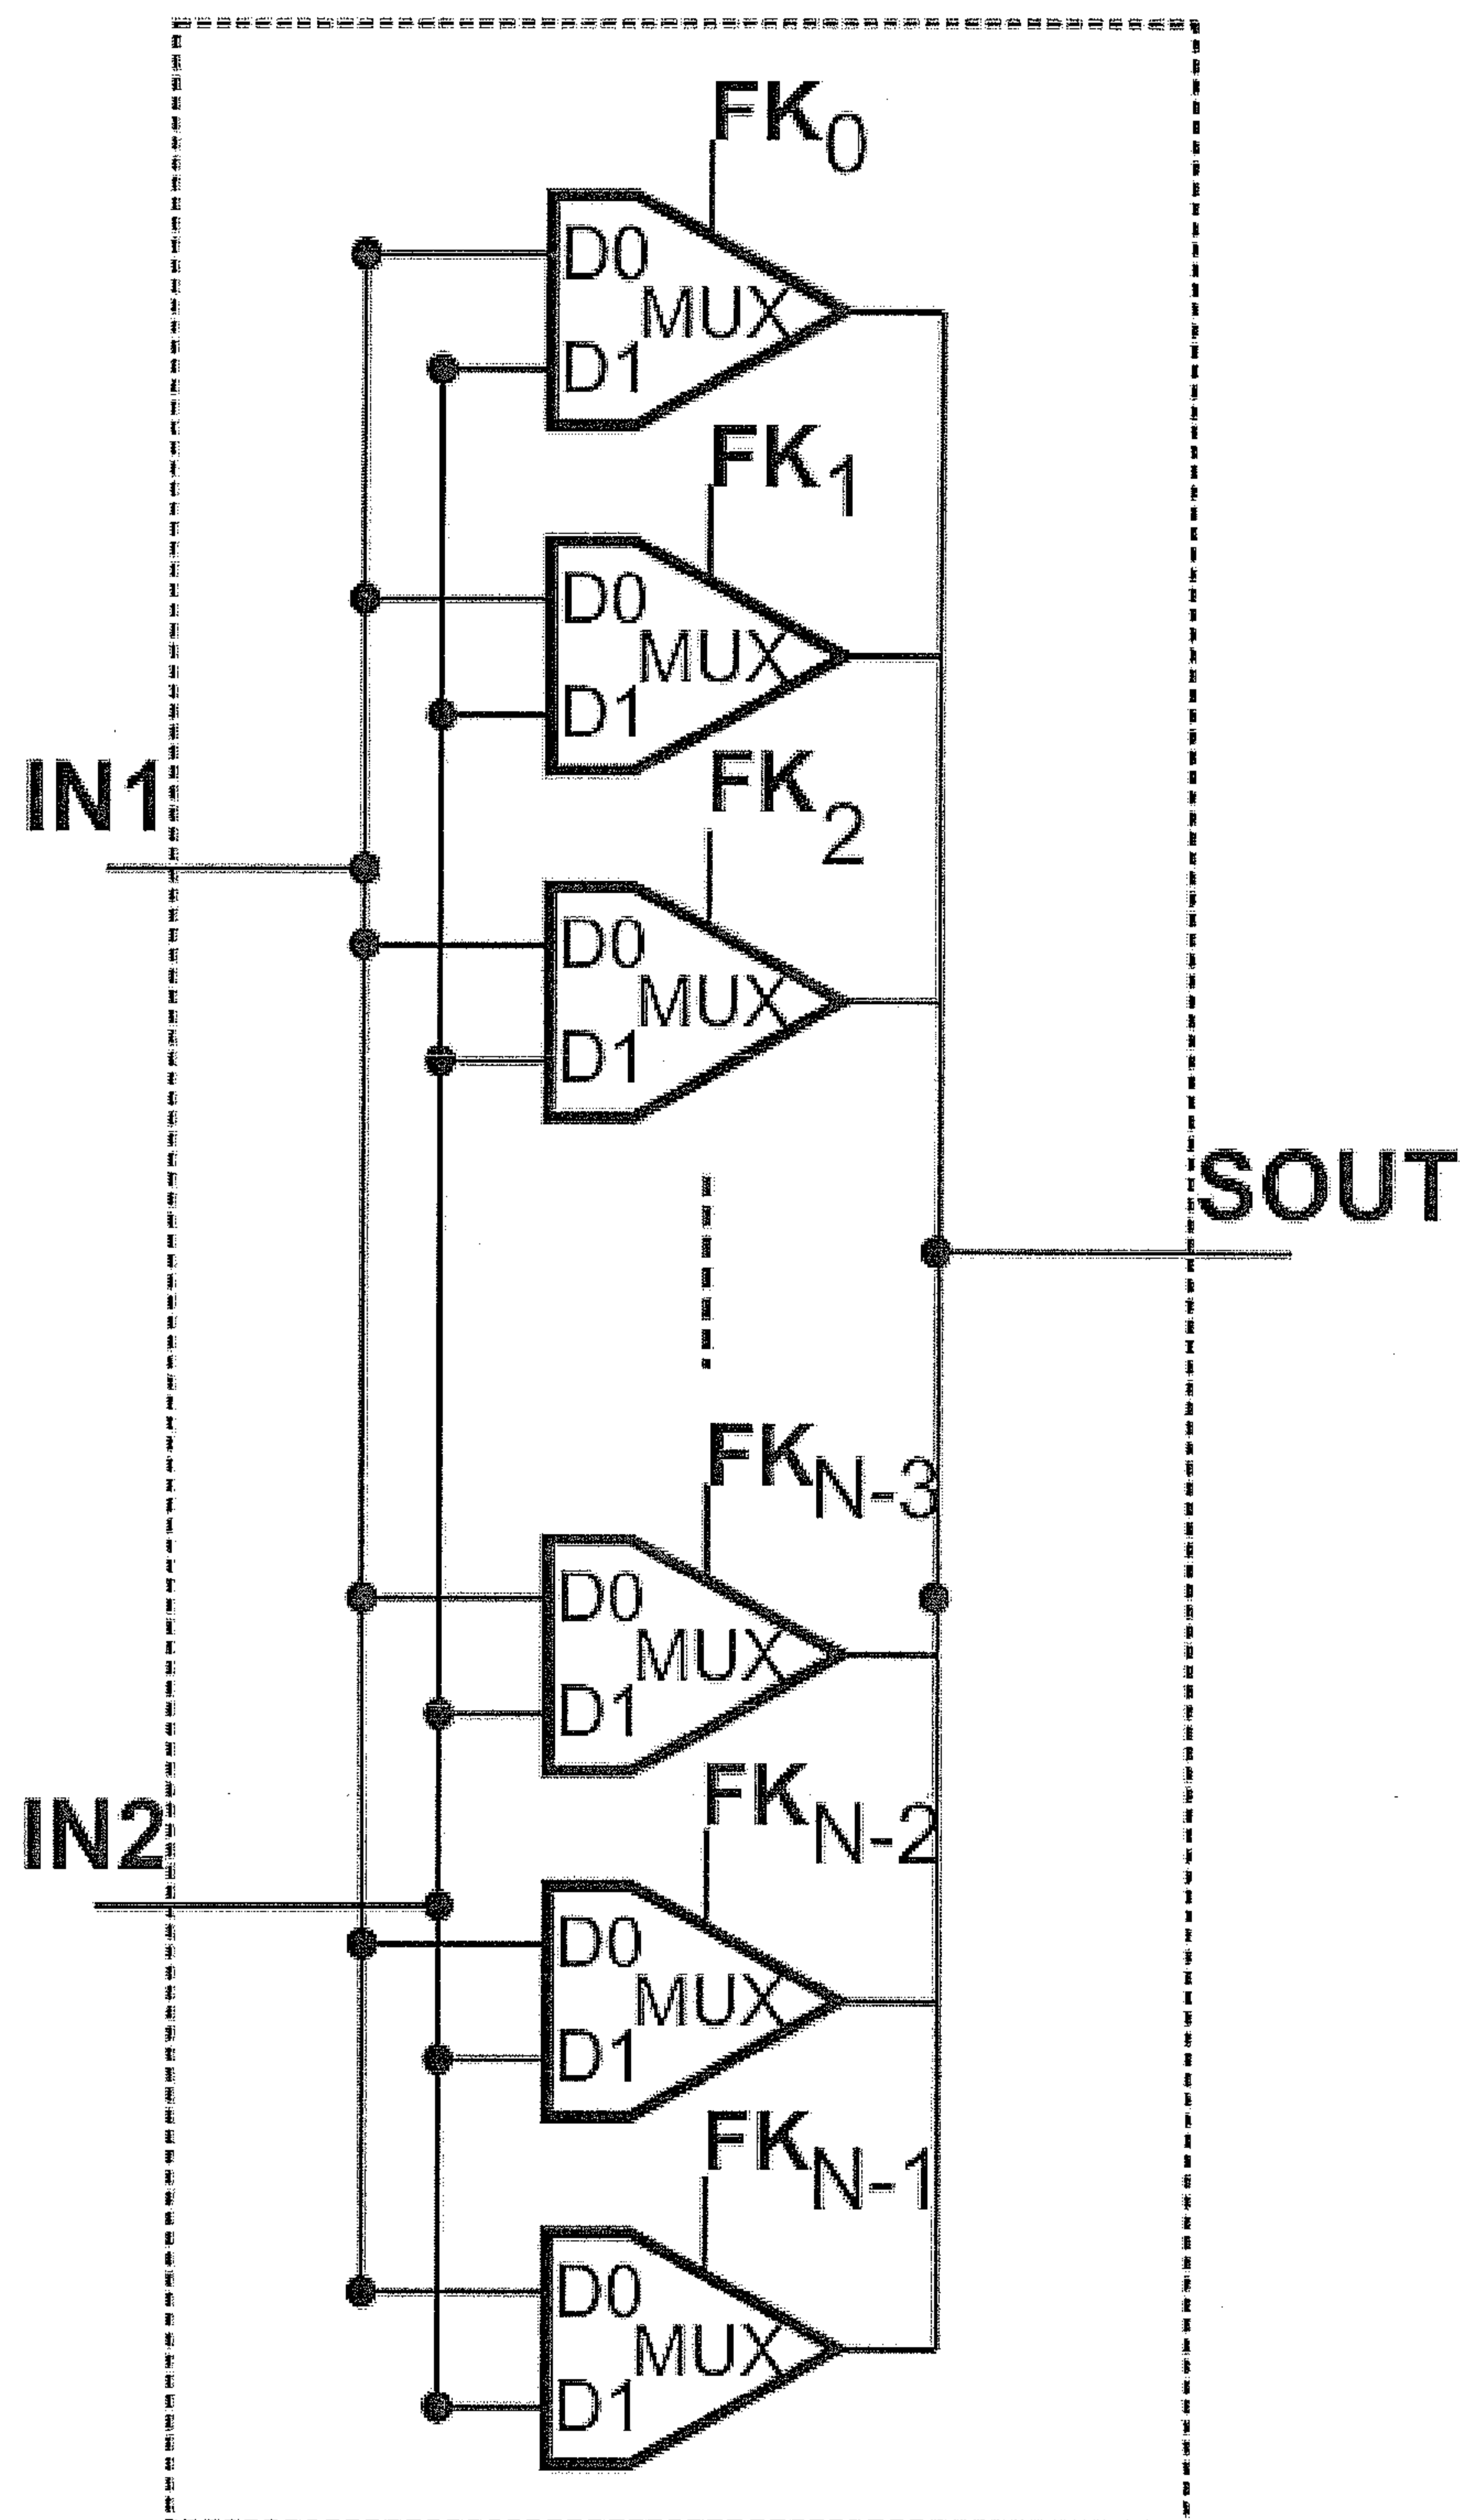 FK0
D0
MUX
D1
FK1
D0
MUX
D1
IN1
FK2
D0
MUX
D1
SOUT
FKN-3
D0
MUX
D1
IN2
FKN-2
D0
MUX
D1
FKN-1
D0
MUX
D1